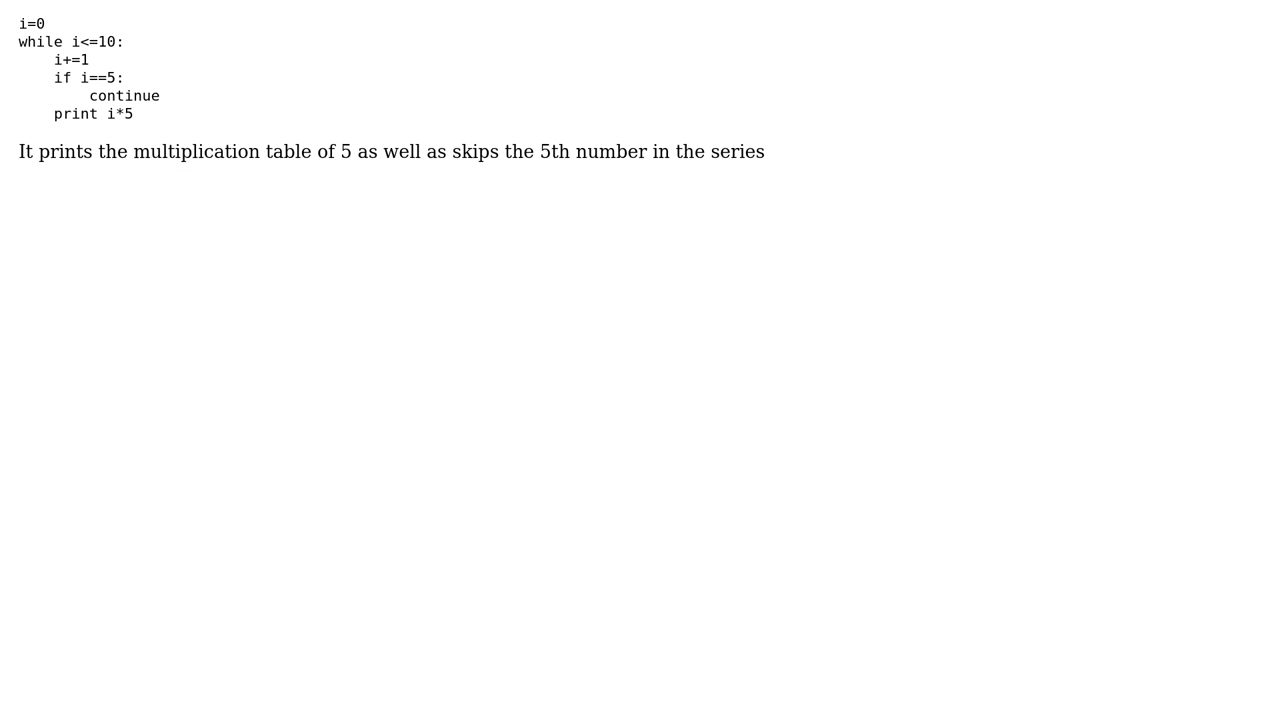 i=0
while i<=10:
    i+=1
    if i==5:
        continue
    print i*5
It prints the multiplication table of 5 as well as skips the 5th number in the series